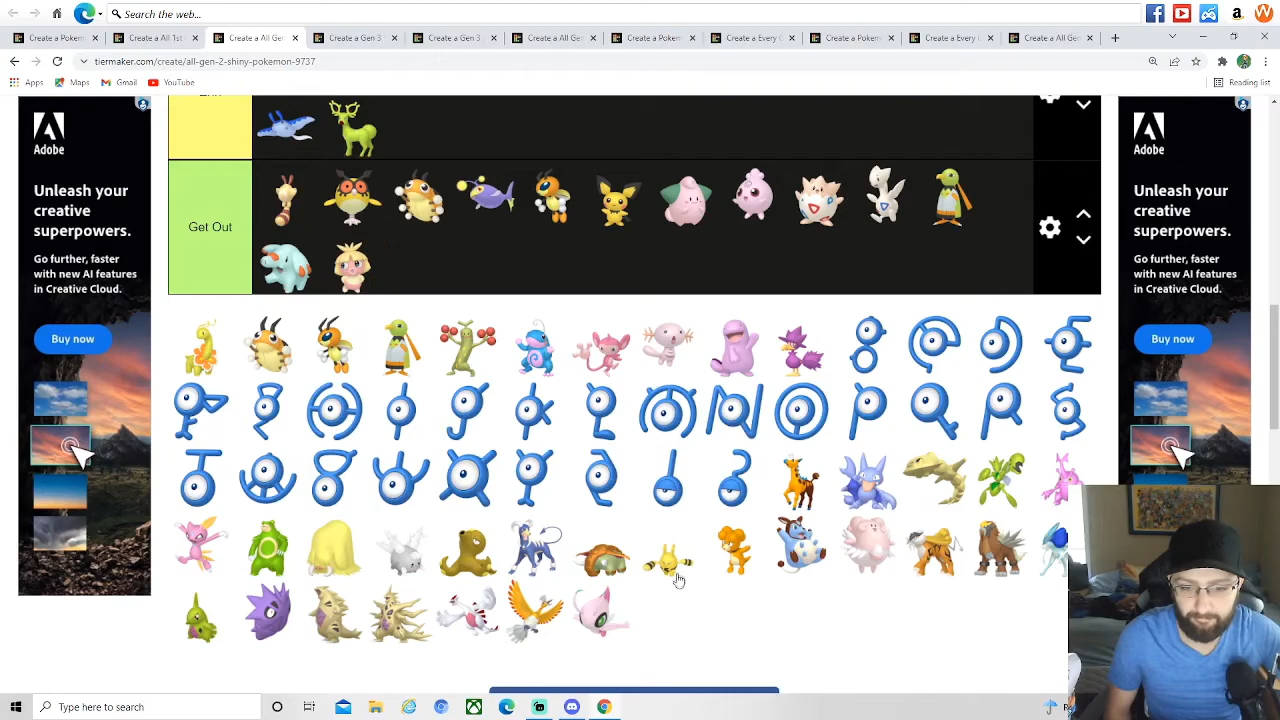 Search the web...
Create a Pokem
Create a All 1st
Create a All Ge
Create a Gen 3
Create a Gen 3
Create a All Ge
Create a Pokem
Create a Every G
Create a Pokem
Create a Every L
Create a All Ge
tiermaker.com/create/all-gen-2-shiny-pokemon-9737
Apps
Maps
Gmail
YouTube
Reading list
Adobe
Unleash your
creative
superpowers.
Go further, faster
with new AI features
in Creative Cloud.
Buy now
Get Out
Adobe
Unleash your
creative
superpowers.
Go further, faster
with new AI features
in Creative Cloud.
Buy now
Type here to search